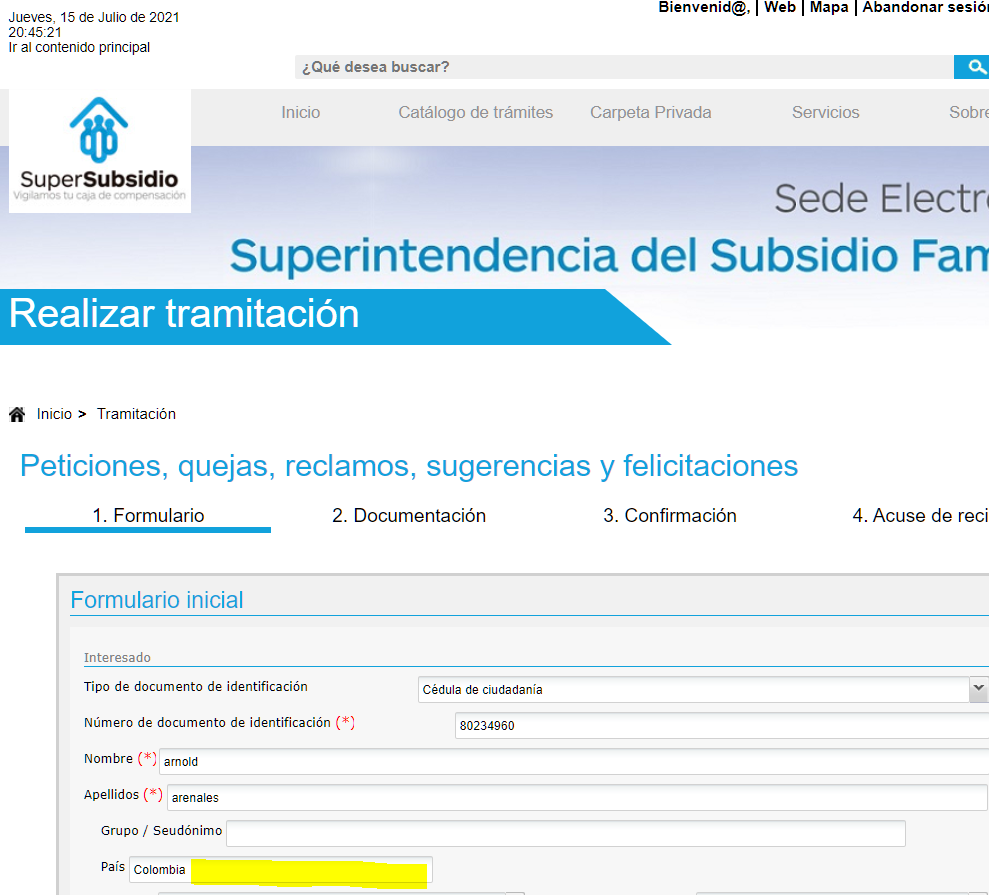 Jueves, 15 de Julio de 2021
20:45:21
Ir al contenido principal
Bienvenid@, | Web | Mapa | Abandonar sesión
¿Qué desea buscar?
Inicio Catálogo de trámites Carpeta Privada Servicios Sobre
SuperSubsidio
Vigilamos tu caja de compensación
Sede Electr
Superintendencia del Subsidio Fam
Realizar tramitación
Inicio > Tramitación
Peticiones, quejas, reclamos, sugerencias y felicitaciones
1. Formulario 2. Documentación 3. Confirmación 4. Acuse de reci
Formulario inicial
Interesado
Tipo de documento de identificación Cédula de ciudadanía
Número de documento de identificación (*) 80234960
Nombre (*) arnold
Apellidos (*) arenales
Grupo / Seudónimo
País Colombia